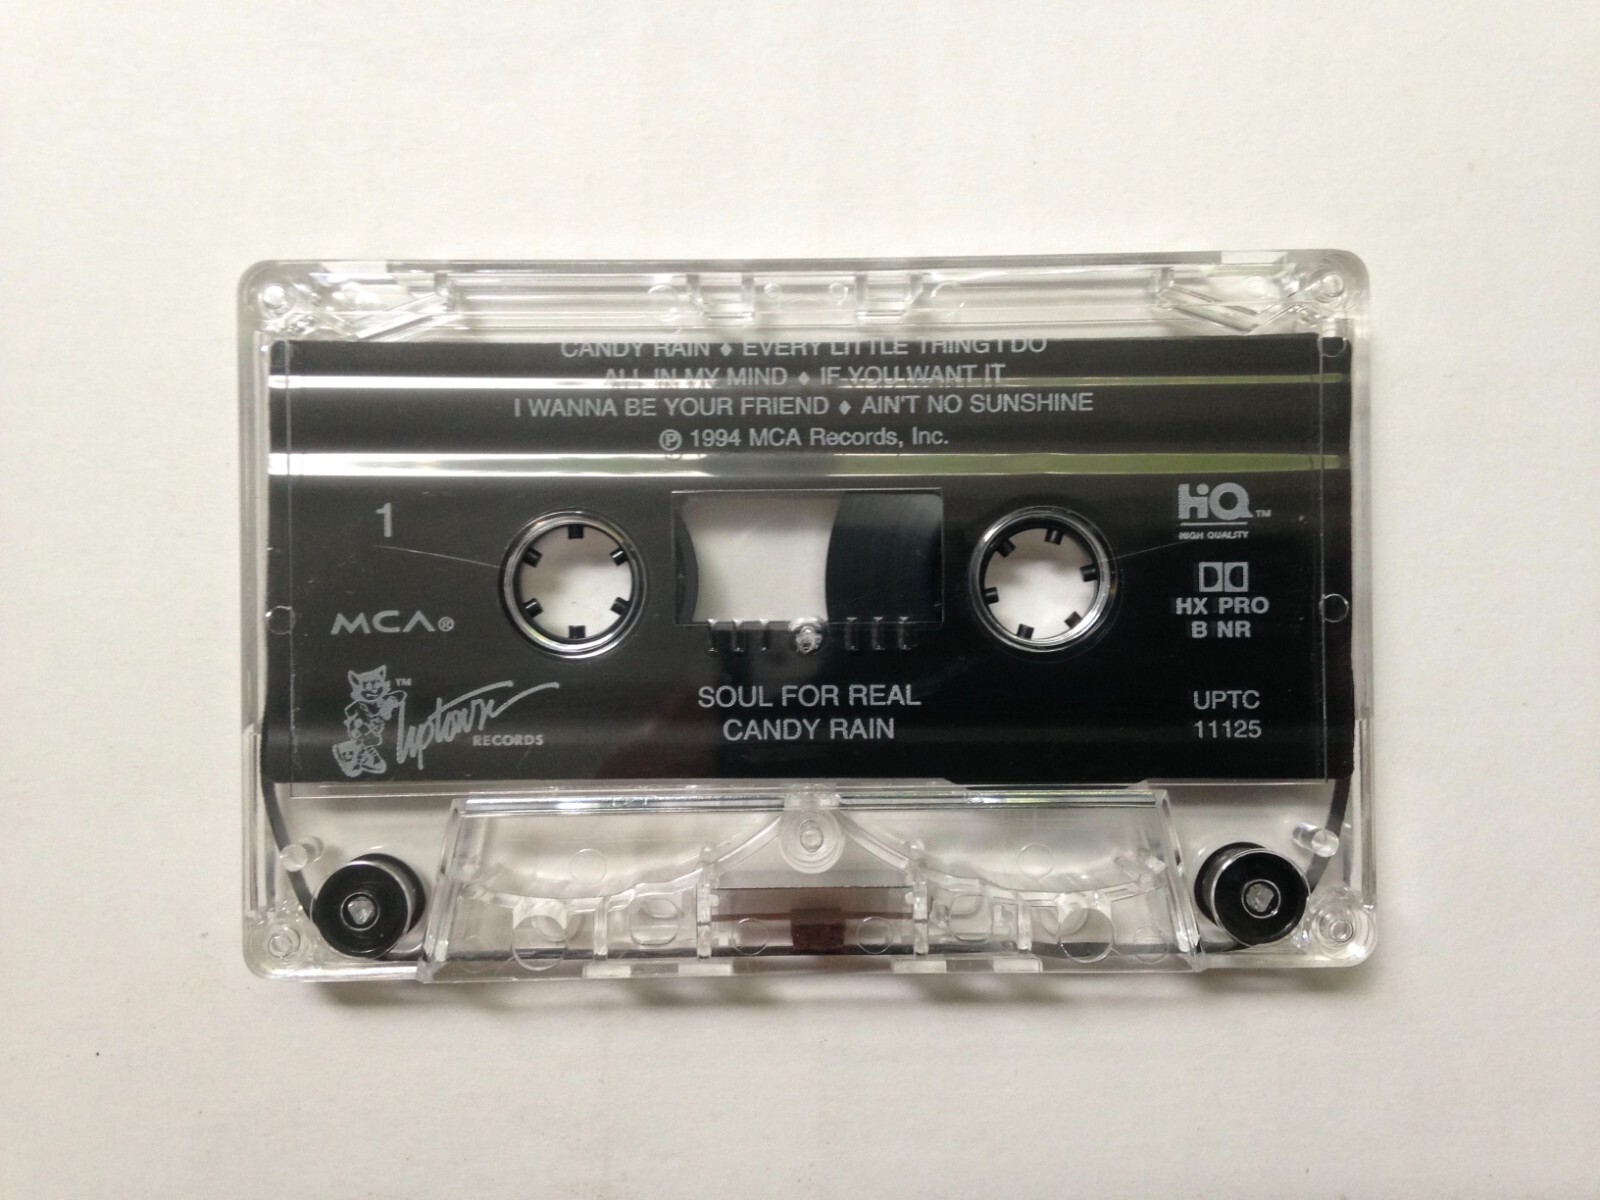 CANDY RAIN ♦ EVERY LITTLE THING I DO
ALL IN MY MIND ♦ IF YOU WANT IT
I WANNA BE YOUR FRIEND ♦ AIN'T NO SUNSHINE
℗ 1994 MCA Records, Inc.
1
HiQ™
HIGH QUALITY
HX PRO
B NR
MCA®
™
Uptown
RECORDS
SOUL FOR REAL
CANDY RAIN
UPTC
11125